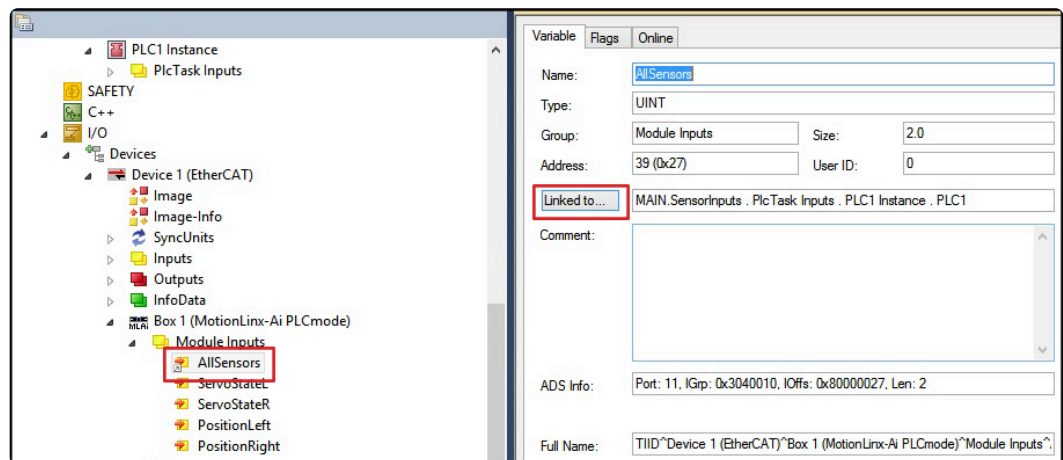 PLC1 Instance
PlcTask Inputs
SAFETY
C++
I/O
Devices
Device 1 (EtherCAT)
Image
Image-Info
SyncUnits
Inputs
Outputs
InfoData
MLAi Box 1 (MotionLinx-Ai PLCmode)
Module Inputs
AllSensors
ServoStateL
ServoStateR
PositionLeft
PositionRight
Variable Flags Online
Name: AllSensors
Type: UINT
Group: Module Inputs Size: 2.0
Address: 39 (0x27) User ID: 0
Linked to... MAIN.SensorInputs . PlcTask Inputs . PLC1 Instance . PLC1
Comment:
ADS Info: Port: 11, IGrp: 0x3040010, IOffs: 0x80000027, Len: 2
Full Name: TIID^Device 1 (EtherCAT)^Box 1 (MotionLinx-Ai PLCmode)^Module Inputs^